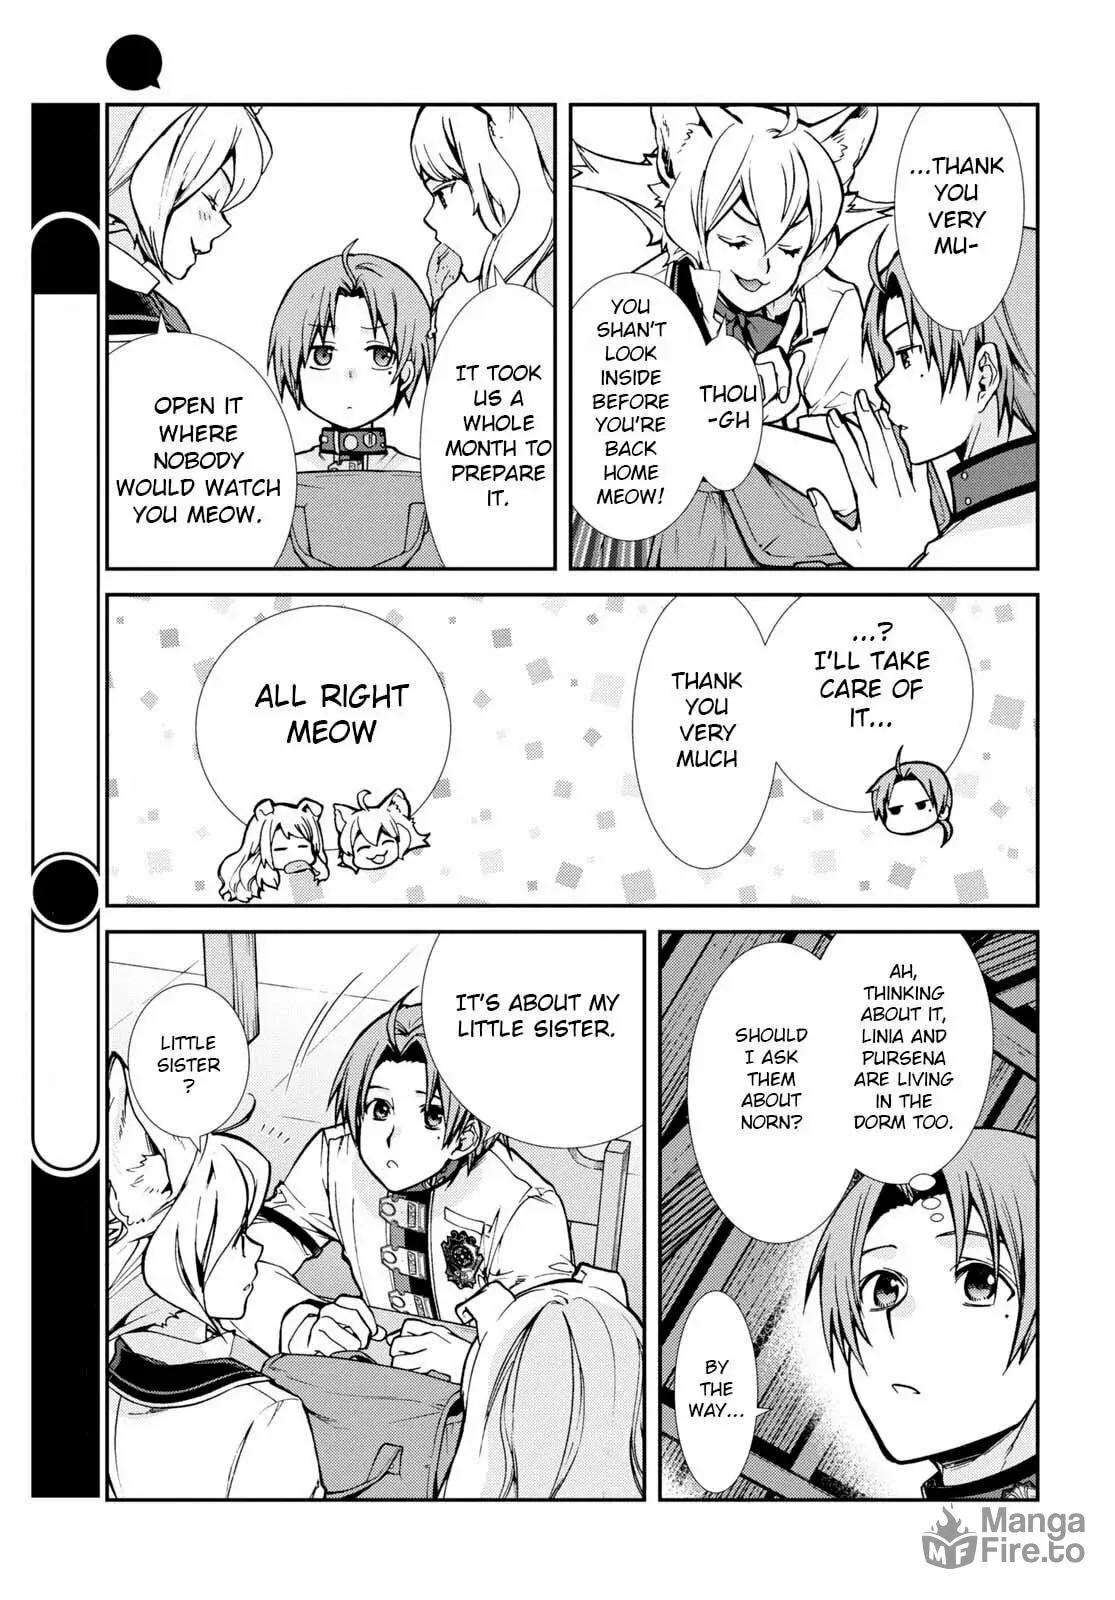 ...THANK
YOU
VERY
MU-
THOU
-GH
YOU
SHAN'T
LOOK
INSIDE
BEFORE
YOU'RE
BACK
HOME
MEOW!
IT TOOK
US A
WHOLE
MONTH TO
PREPARE
IT.
OPEN IT
WHERE
NOBODY
WOULD WATCH
YOU MEOW.
...?
I'LL TAKE
CARE OF
IT...
THANK
YOU
VERY
MUCH
ALL RIGHT
MEOW
AH,
THINKING
ABOUT IT,
LINIA AND
PURSENA
ARE LIVING
IN THE
DORM TOO.
SHOULD
I ASK
THEM
ABOUT
NORN?
BY
THE
WAY...
IT'S ABOUT MY
LITTLE SISTER.
LITTLE
SISTER
?
Manga
Fire.to
MF